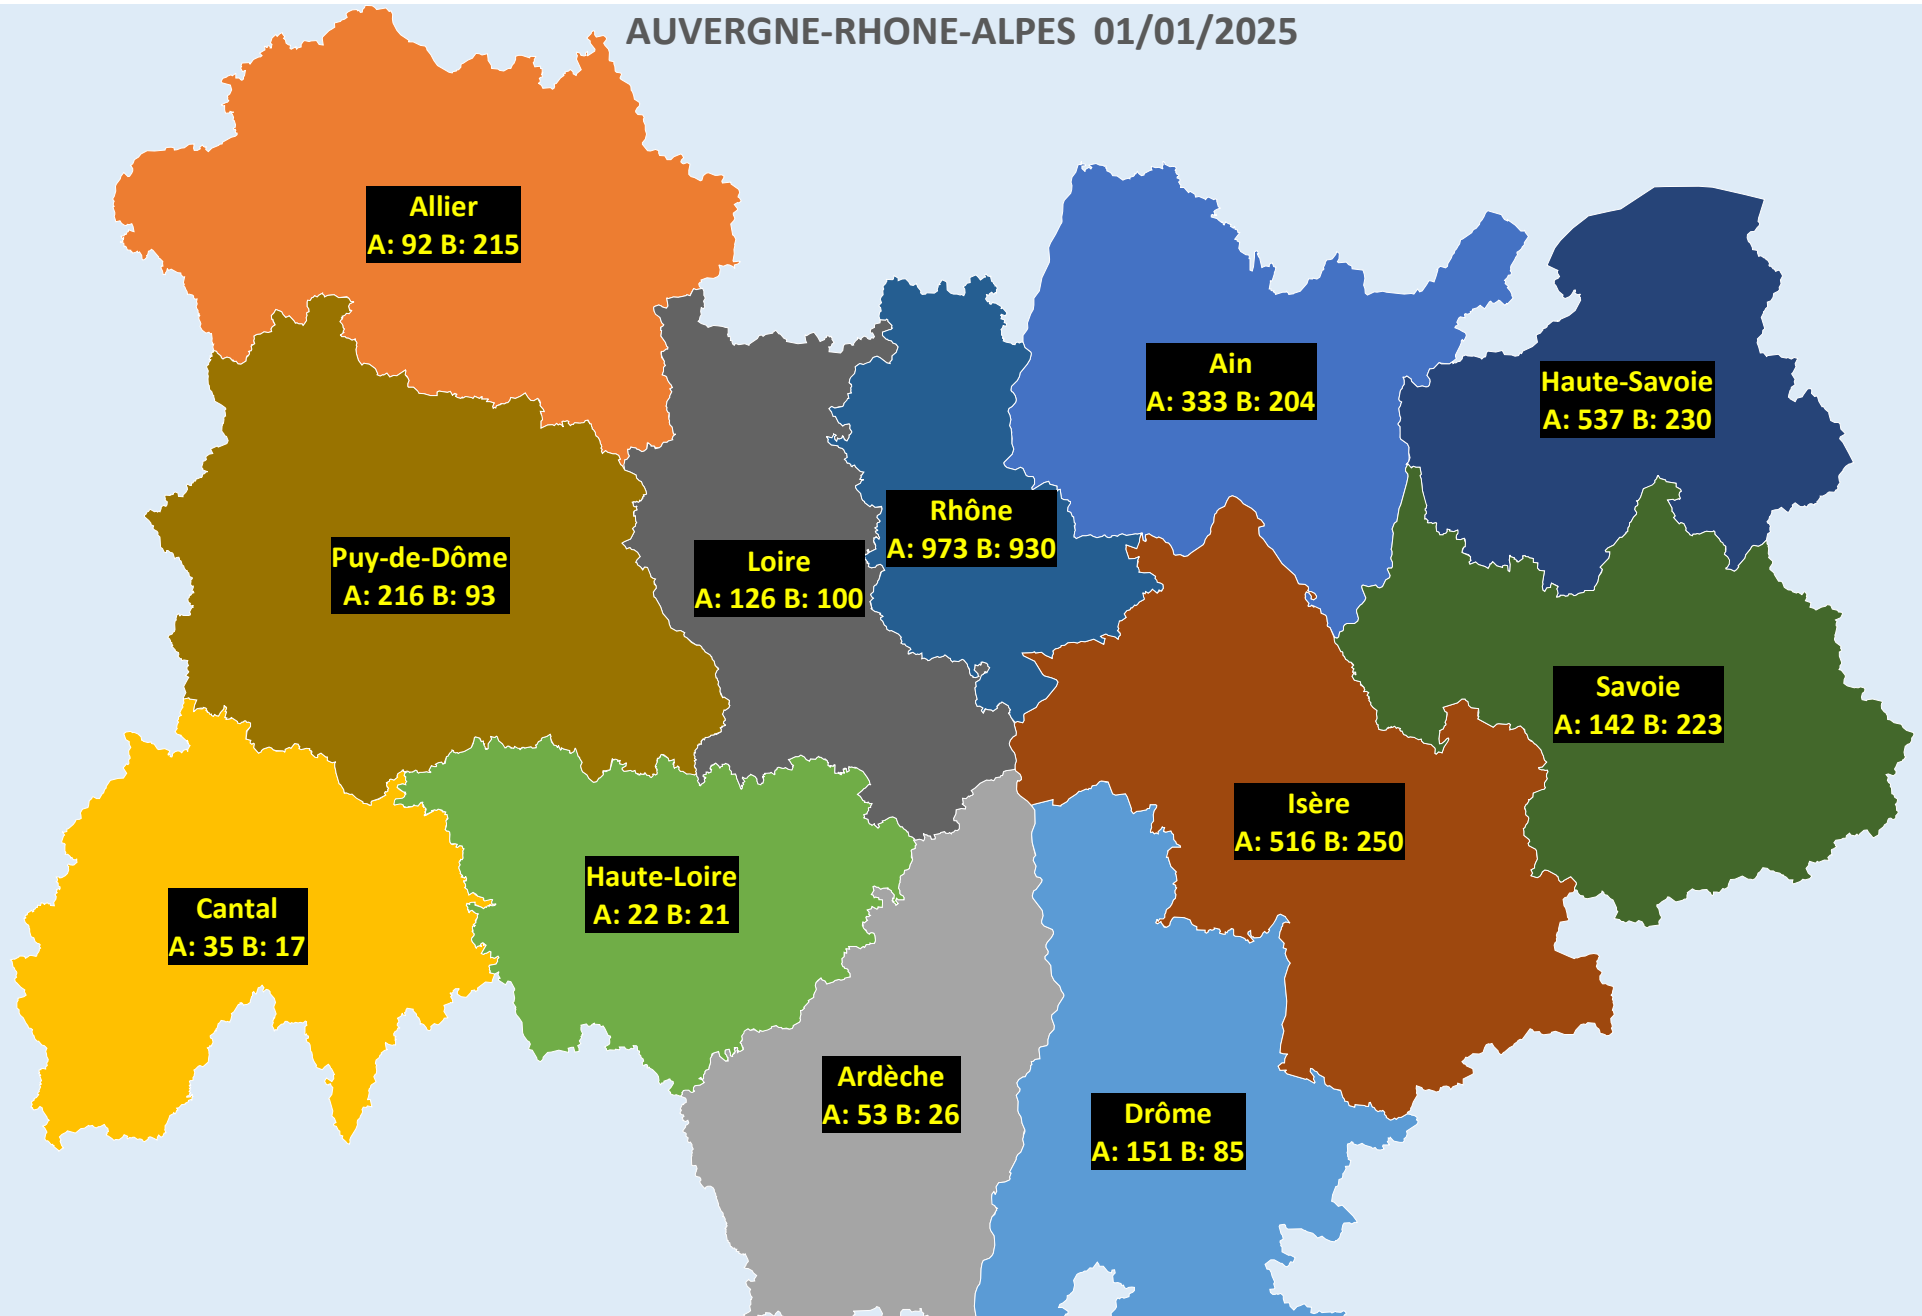 AUVERGNE-RHONE-ALPES 01/01/2025
Allier
A: 92 B: 215
Ain
A: 333 B: 204
Haute-Savoie
A: 537 B: 230
Rhône
A: 973 B: 930
Puy-de-Dôme
A: 216 B: 93
Loire
A: 126 B: 100
Savoie
A: 142 B: 223
Isère
A: 516 B: 250
Haute-Loire
A: 22 B: 21
Cantal
A: 35 B: 17
Ardèche
A: 53 B: 26
Drôme
A: 151 B: 85